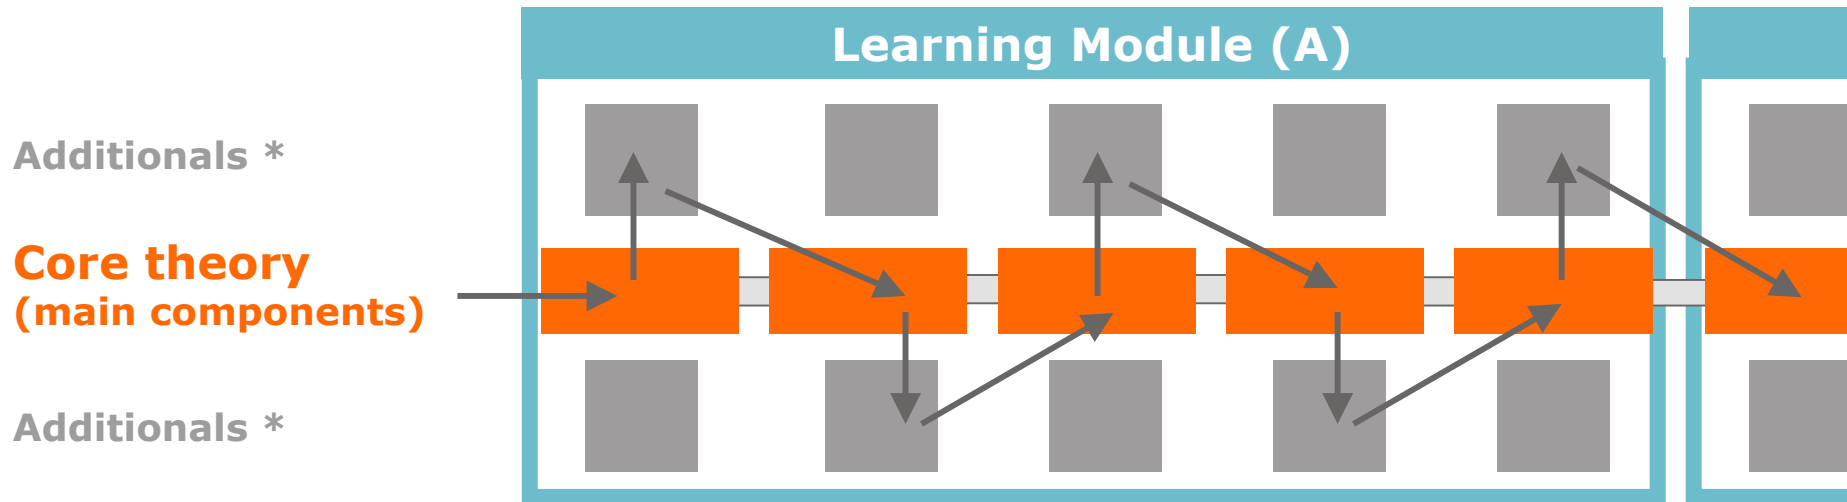 Learning Module (A)
Additionals *
Core theory
(main components)
Additionals *